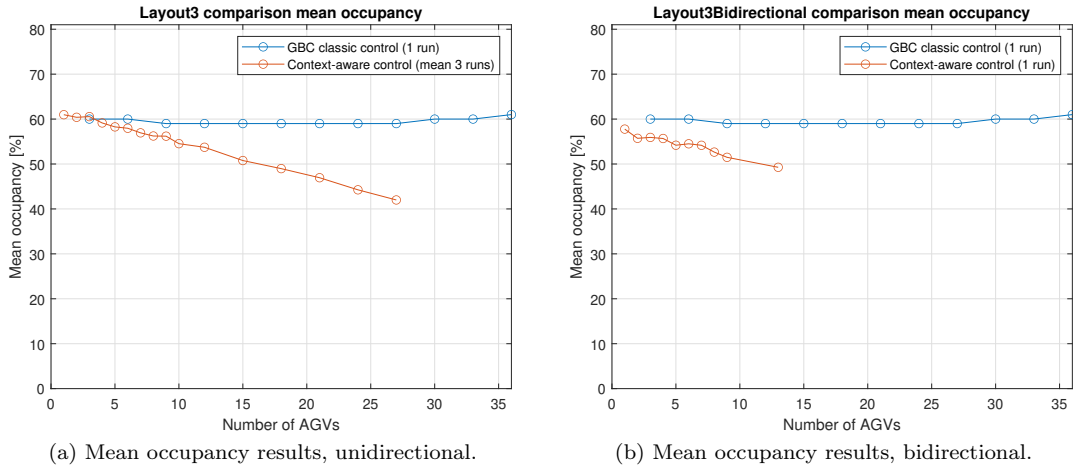 Layout3 comparison mean occupancy
GBC classic control (1 run)
Context-aware control (mean 3 runs)
Mean occupancy [%]
80
70
60
50
40
30
20
10
0
0 5 10 15 20 25 30 35
Number of AGVs
(a) Mean occupancy results, unidirectional.
Layout3Bidirectional comparison mean occupancy
GBC classic control (1 run)
Context-aware control (1 run)
Mean occupancy [%]
80
70
60
50
40
30
20
10
0
0 5 10 15 20 25 30 35
Number of AGVs
(b) Mean occupancy results, bidirectional.